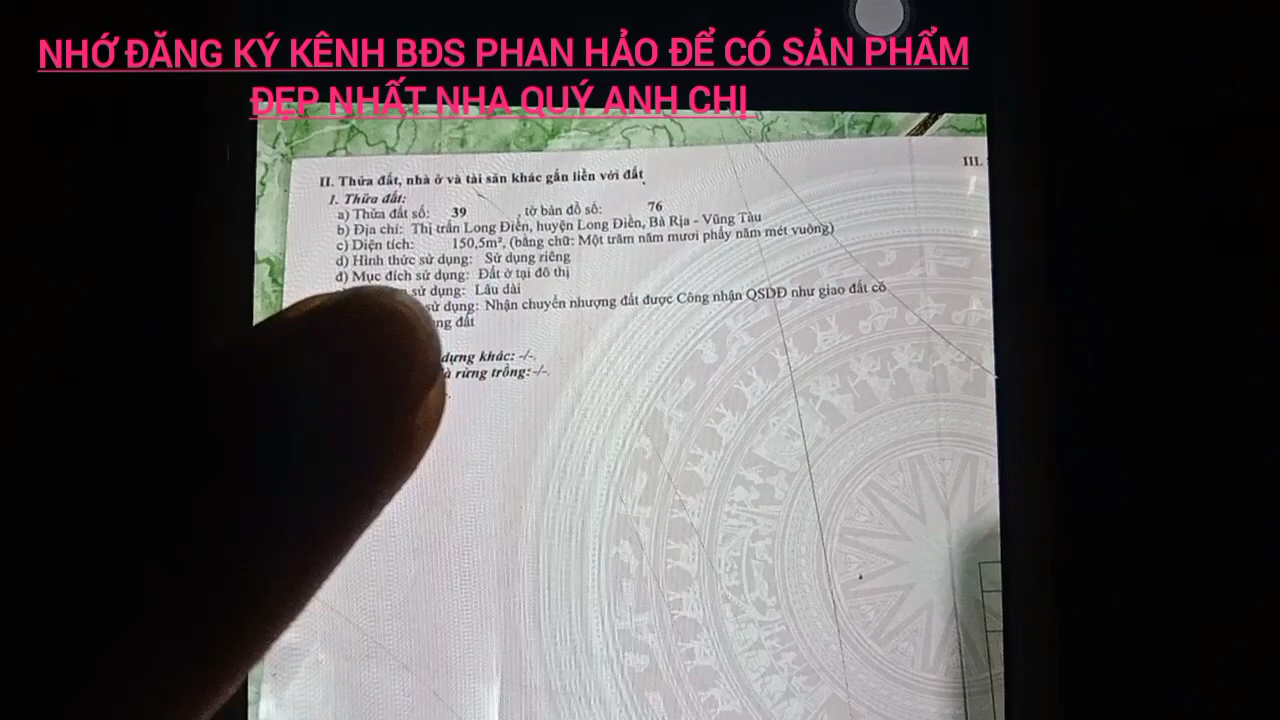 NHỚ ĐĂNG KÝ KÊNH BĐS PHAN HẢO ĐỂ CÓ SẢN PHẨM
ĐẸP NHẤT NHA QUÝ ANH CHỊ
II. Thửa đất, nhà ở và tài sản khác gắn liền với đất
III.
1. Thửa đất:
a) Thửa đất số: 39 , tờ bản đồ số: 76
b) Địa chỉ: Thị trấn Long Điền, huyện Long Điền, Bà Rịa - Vũng Tàu
c) Diện tích: 150,5m², (bằng chữ: Một trăm năm mươi phẩy năm mét vuông)
d) Hình thức sử dụng: Sử dụng riêng
đ) Mục đích sử dụng: Đất ở tại đô thị
sử dụng: Lâu dài
sử dụng: Nhận chuyển nhượng đất được Công nhận QSDĐ như giao đất có
đất
dựng khác: -/-.
rừng trồng: -/-.